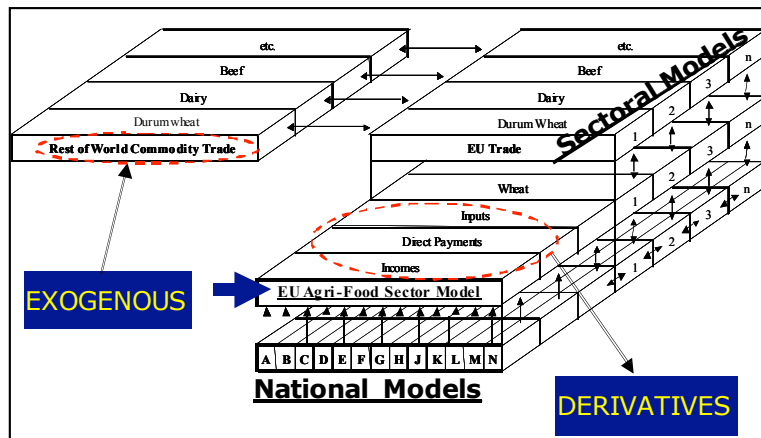 etc.
Beef
Dairy
Durum wheat
Rest of World Commodity Trade
etc.
Beef
Dairy
Durum Wheat
EU Trade
Sectoral Models
1 2 3 n
Wheat
1 2 3 n
Inputs
Direct Payments
Incomes
1 2 3 n
EU Agri-Food Sector Model
EXOGENOUS
A B C D E F G H J K L M N
National Models
DERIVATIVES